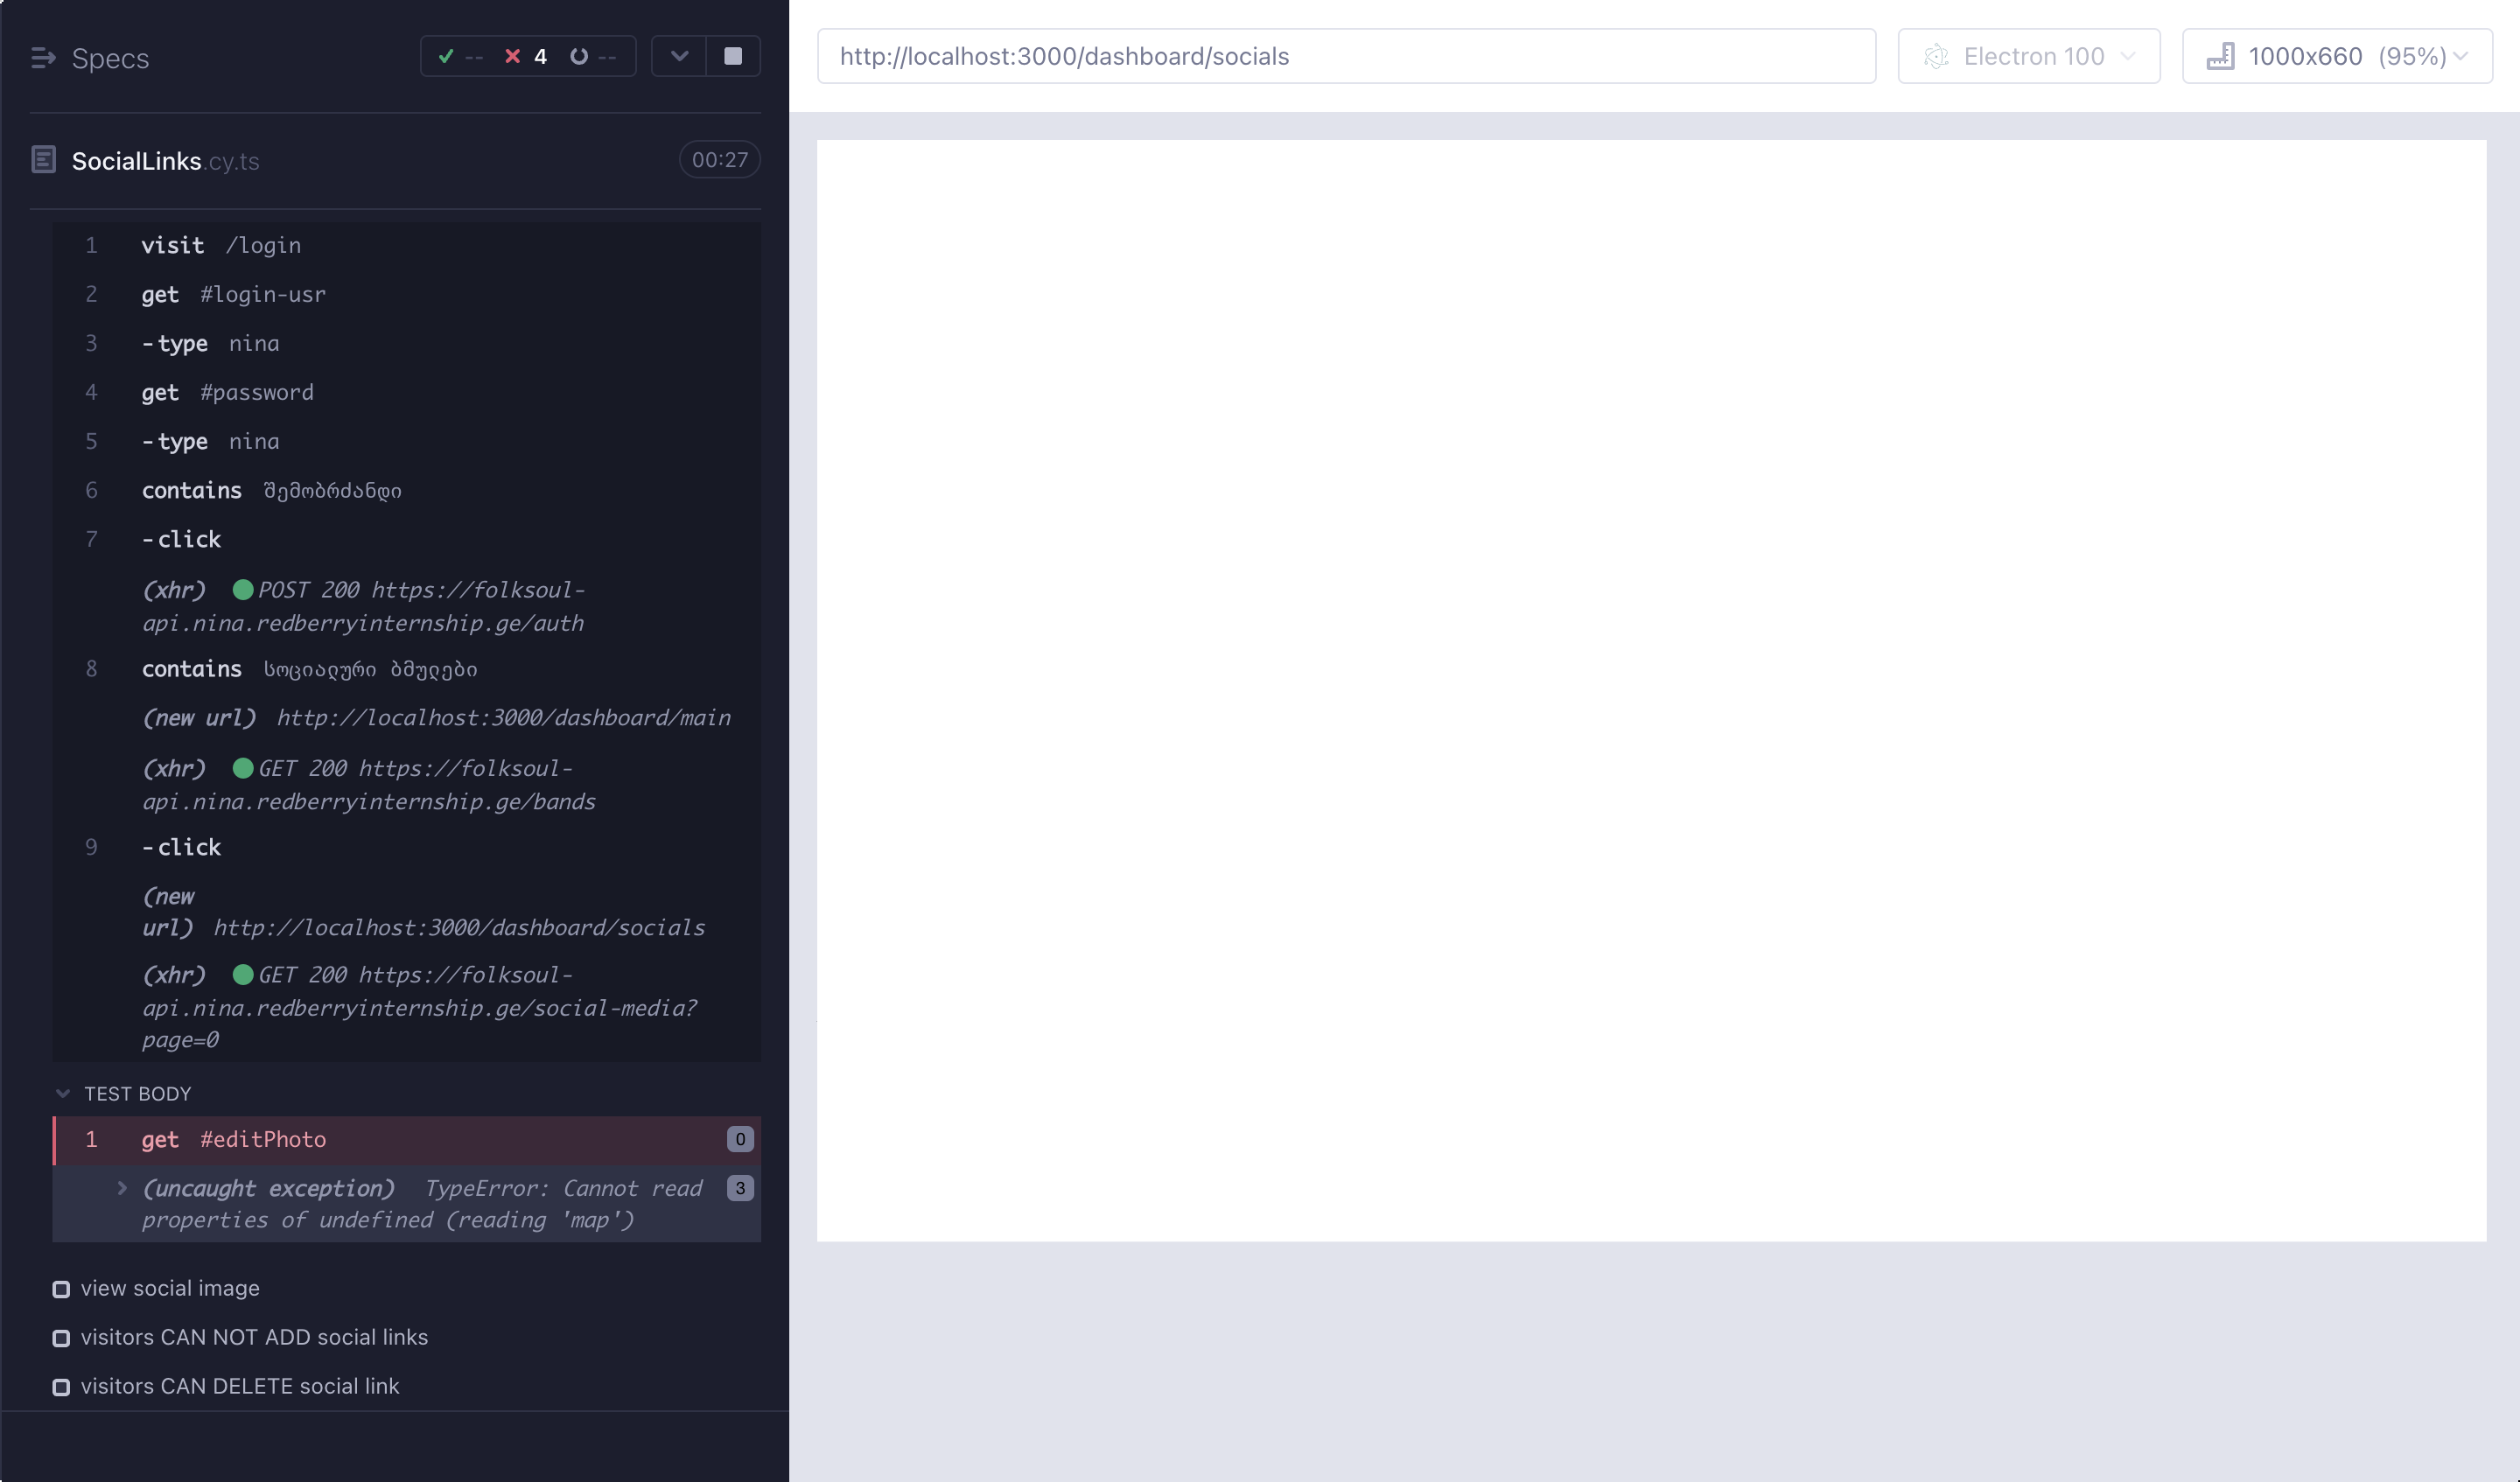 Specs
-- 4 --
SocialLinks.cy.ts 00:27
1 visit /login
2 get #login-usr
3 -type nina
4 get #password
5 -type nina
6 contains შემობრძანდი
7 -click
(xhr) POST 200 https://folksoul-
api.nina.redberryinternship.ge/auth
8 contains სოციალური ბმულები
(new url) http://localhost:3000/dashboard/main
(xhr) GET 200 https://folksoul-
api.nina.redberryinternship.ge/bands
9 -click
(new
url) http://localhost:3000/dashboard/socials
(xhr) GET 200 https://folksoul-
api.nina.redberryinternship.ge/social-media?
page=0
TEST BODY
1 get #editPhoto 0
(uncaught exception) TypeError: Cannot read 3
properties of undefined (reading 'map')
view social image
visitors CAN NOT ADD social links
visitors CAN DELETE social link
http://localhost:3000/dashboard/socials
Electron 100
1000x660 (95%)